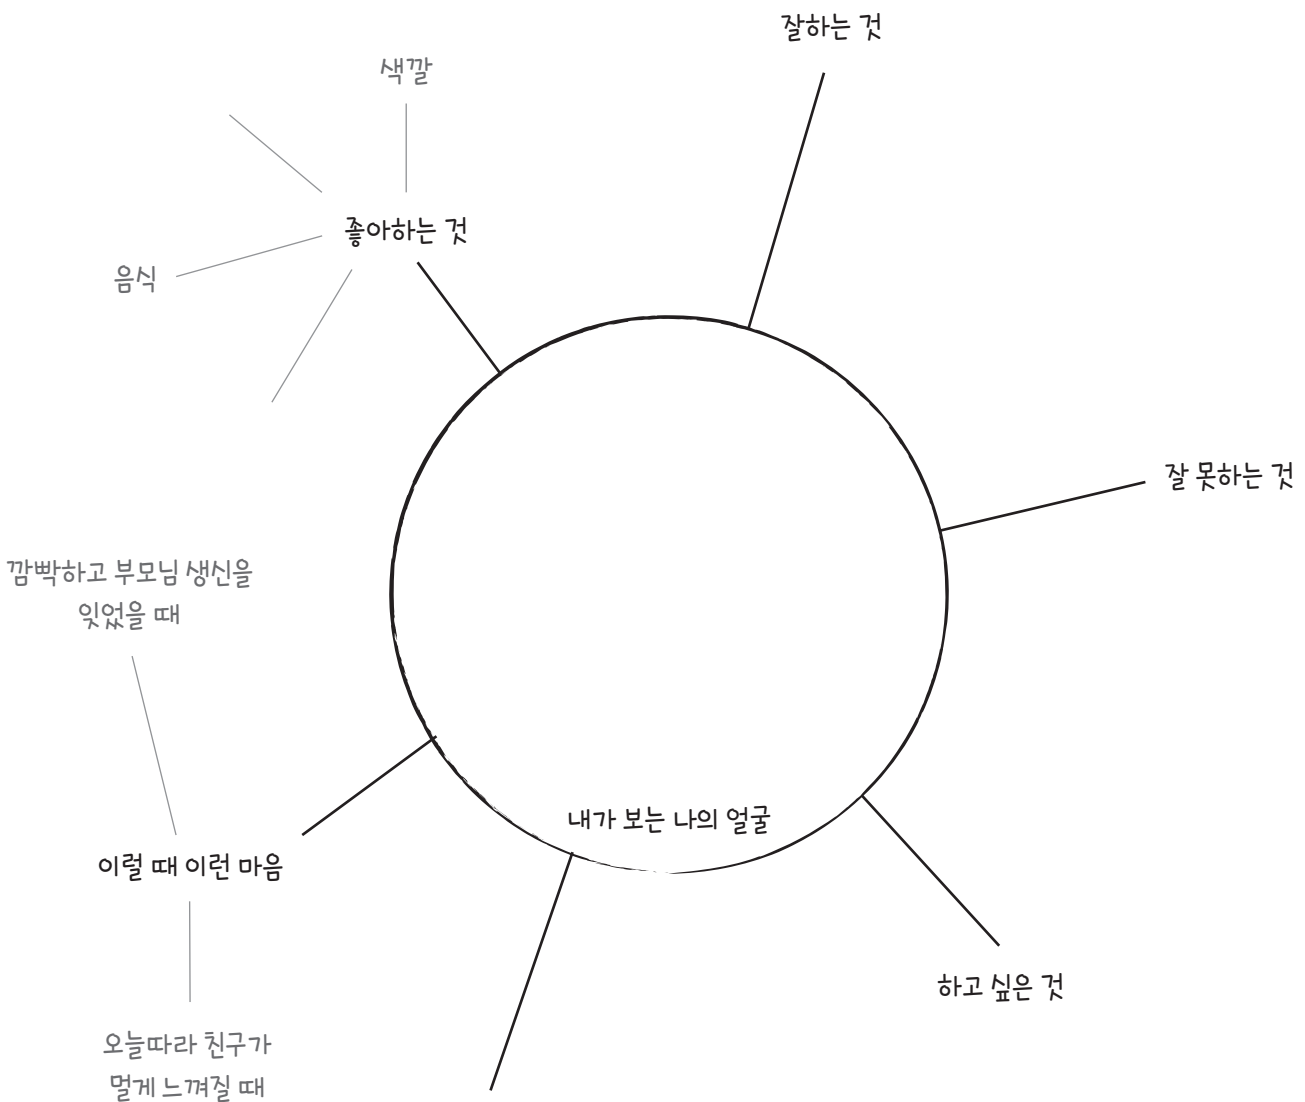 잘하는 것
색깔
좋아하는 것
음식
잘 못하는 것
깜빡하고 부모님 생신을
잊었을 때
내가 보는 나의 얼굴
이럴 때 이런 마음
하고 싶은 것
오늘따라 친구가
멀게 느껴질 때